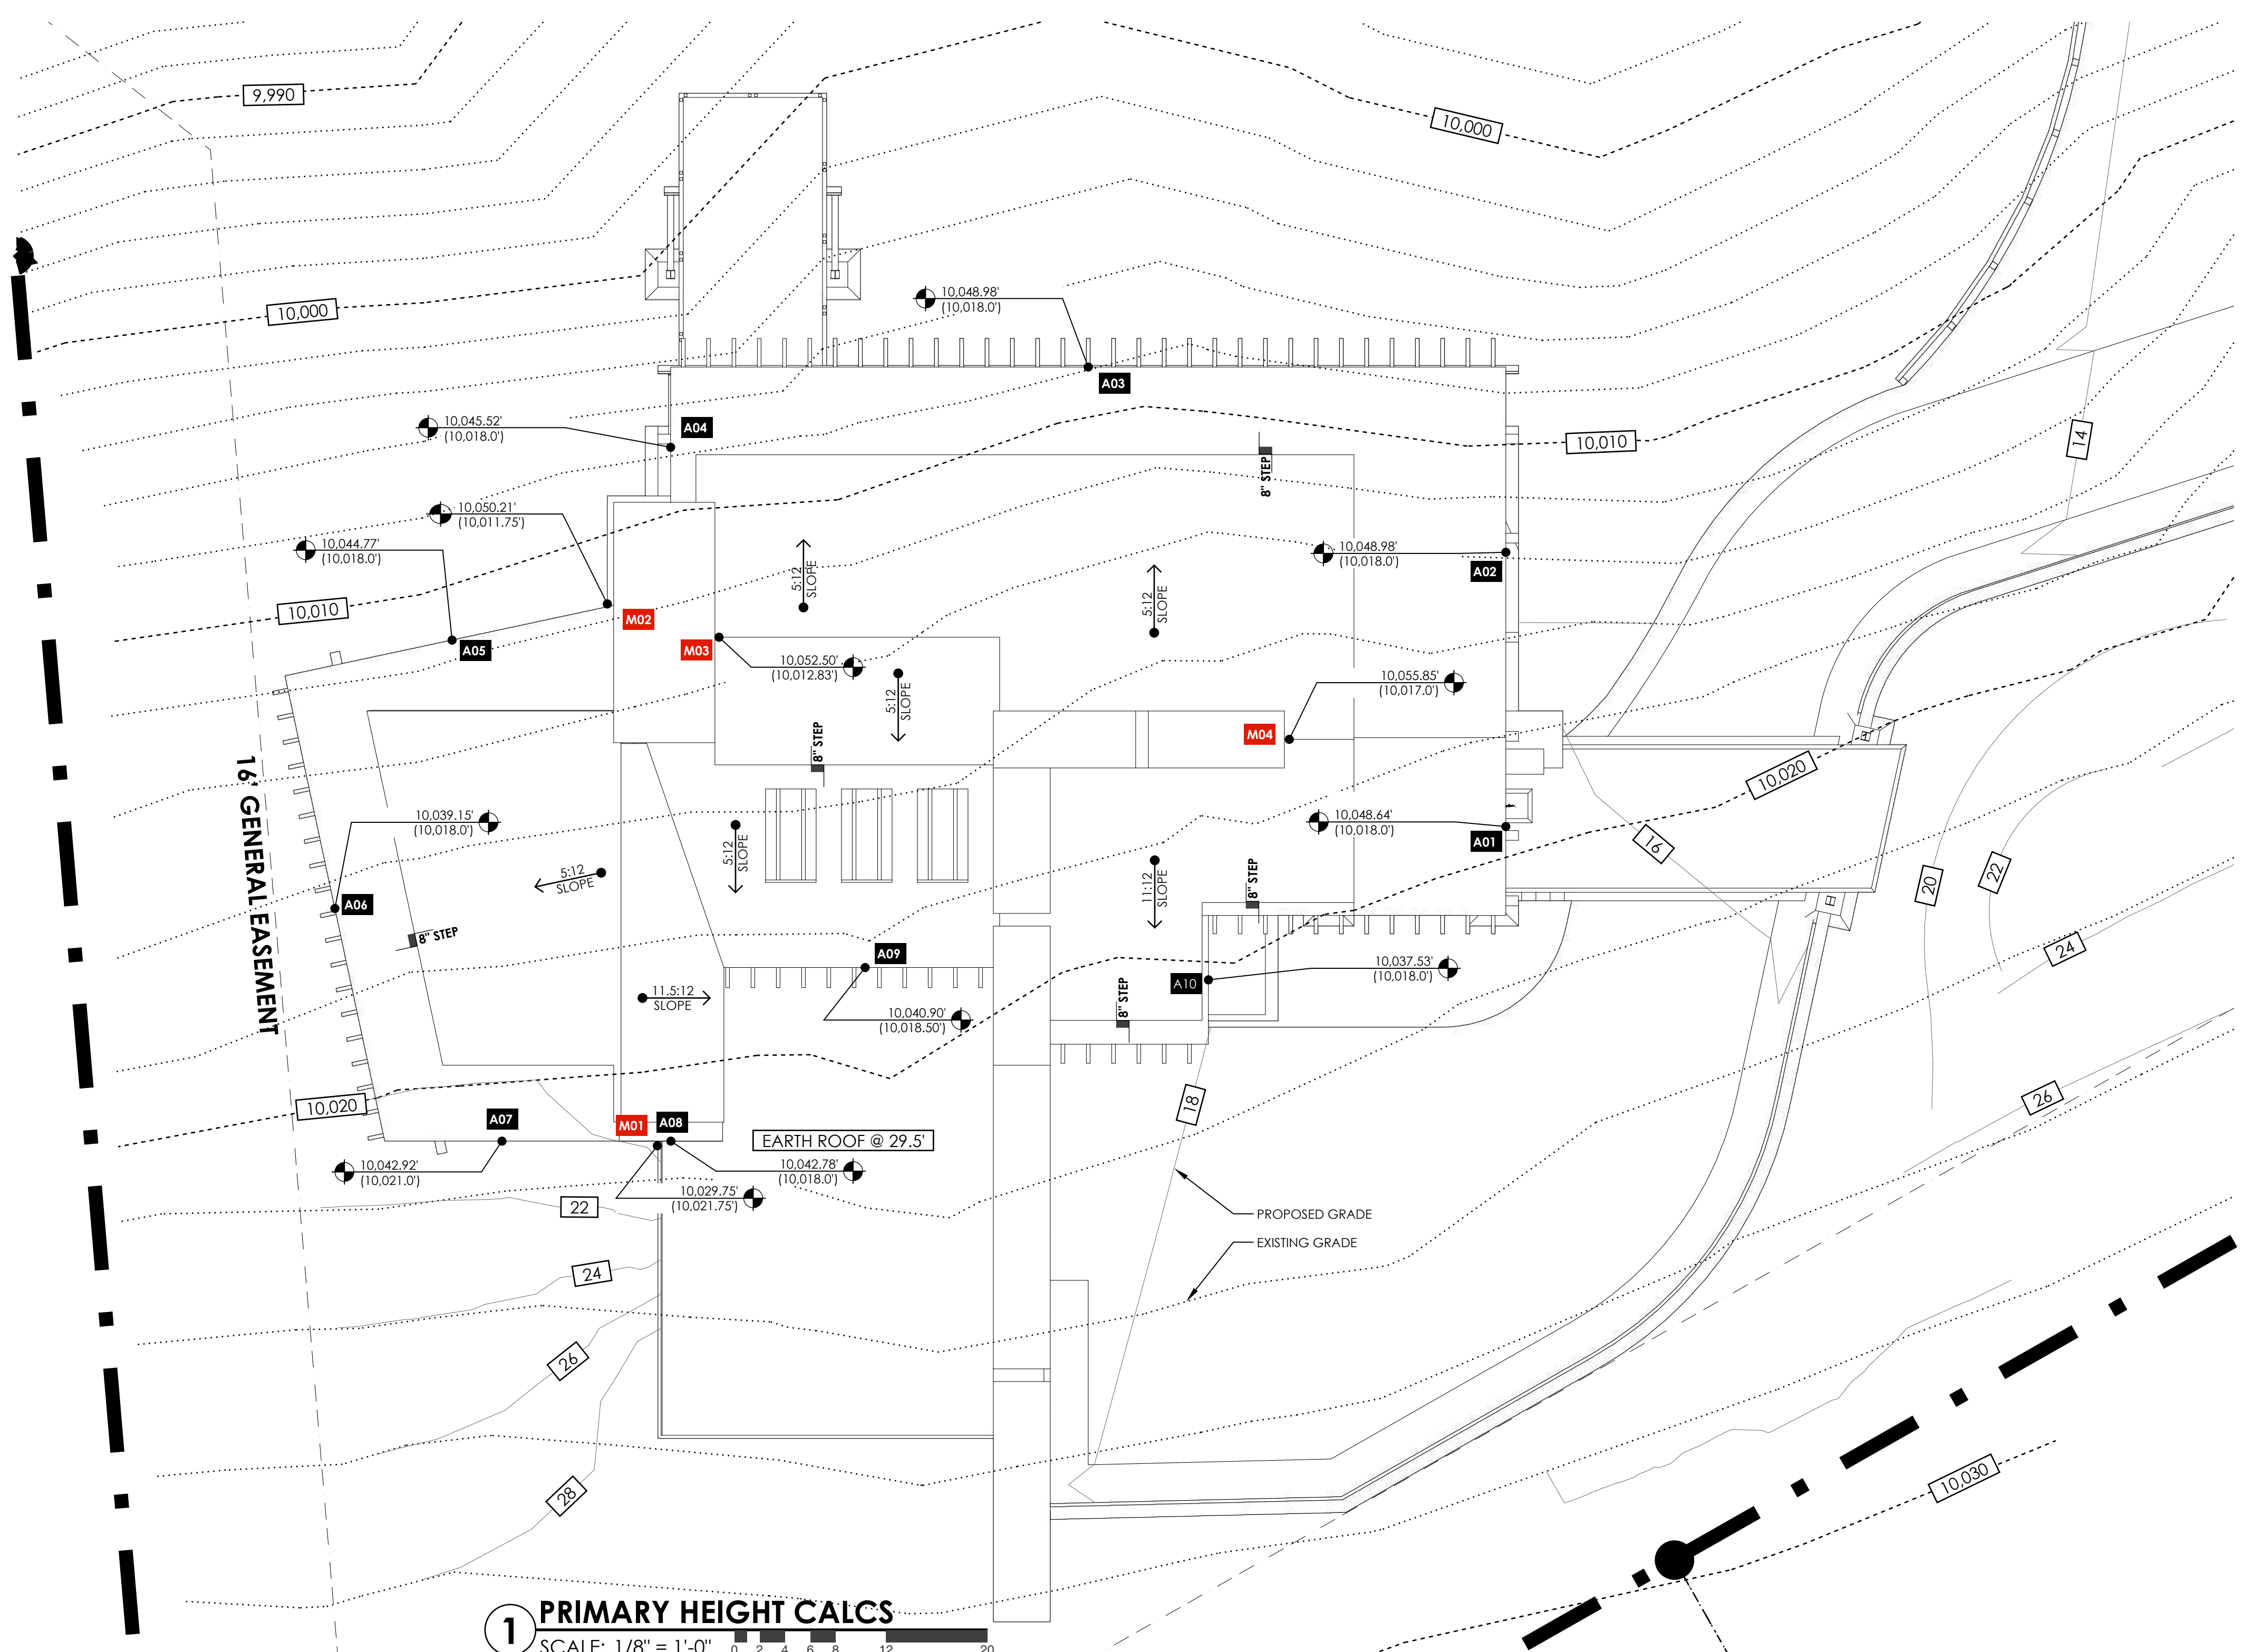 9,990
10,000
10,000
10,048.98'
(10,018.0')
A03
10,045.52'
(10,018.0')
A04
10,010
14
8" STEP
10,050.21'
(10,011.75')
10,044.77'
(10,018.0')
10,048.98'
(10,018.0')
A02
5:12
SLOPE
5:12
SLOPE
10,010
M02
A05
M03
10,052.50'
(10,012.83')
5:12
SLOPE
10,055.85'
(10,017.0')
M04
8" STEP
10,020
16' GENERAL EASEMENT
10,039.15'
(10,018.0')
10,048.64'
(10,018.0')
A01
16
5:12
SLOPE
5:12
SLOPE
11:12
SLOPE
8" STEP
20
22
A06
8" STEP
A09
24
10,037.53'
(10,018.0')
A10
11.5:12
SLOPE
8" STEP
10,040.90'
(10,018.50')
10,020
18
26
A07
M01
A08
EARTH ROOF @ 29.5'
10,042.92'
(10,021.0')
10,042.78'
(10,018.0')
10,029.75'
(10,021.75')
22
PROPOSED GRADE
EXISTING GRADE
24
26
28
10,030
1
PRIMARY HEIGHT CALCS
SCALE: 1/8" = 1'-0"
0 2 4 6 8 12 20